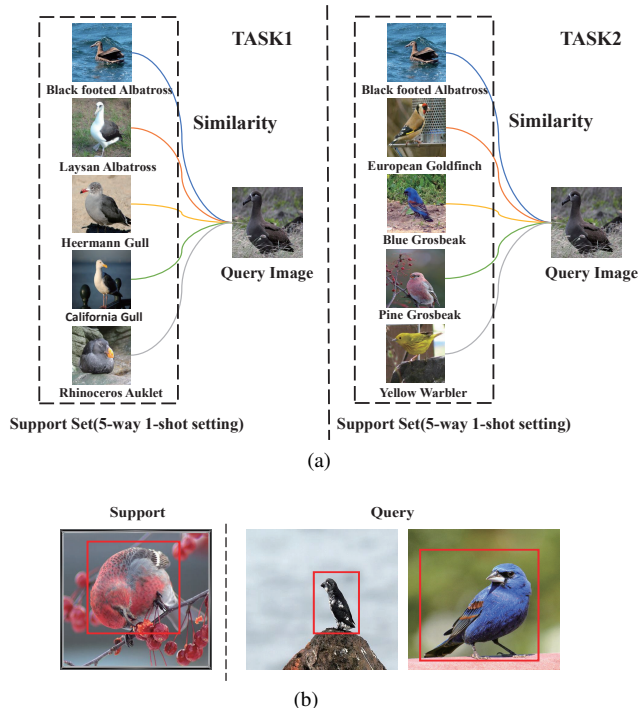 TASK1
Black footed Albatross
Similarity
Laysan Albatross
Heermann Gull
Query Image
California Gull
Rhinoceros Auklet
Support Set(5-way 1-shot setting)
TASK2
Black footed Albatross
Similarity
European Goldfinch
Blue Grosbeak
Query Image
Pine Grosbeak
Yellow Warbler
Support Set(5-way 1-shot setting)
(a)
Support
Query
(b)